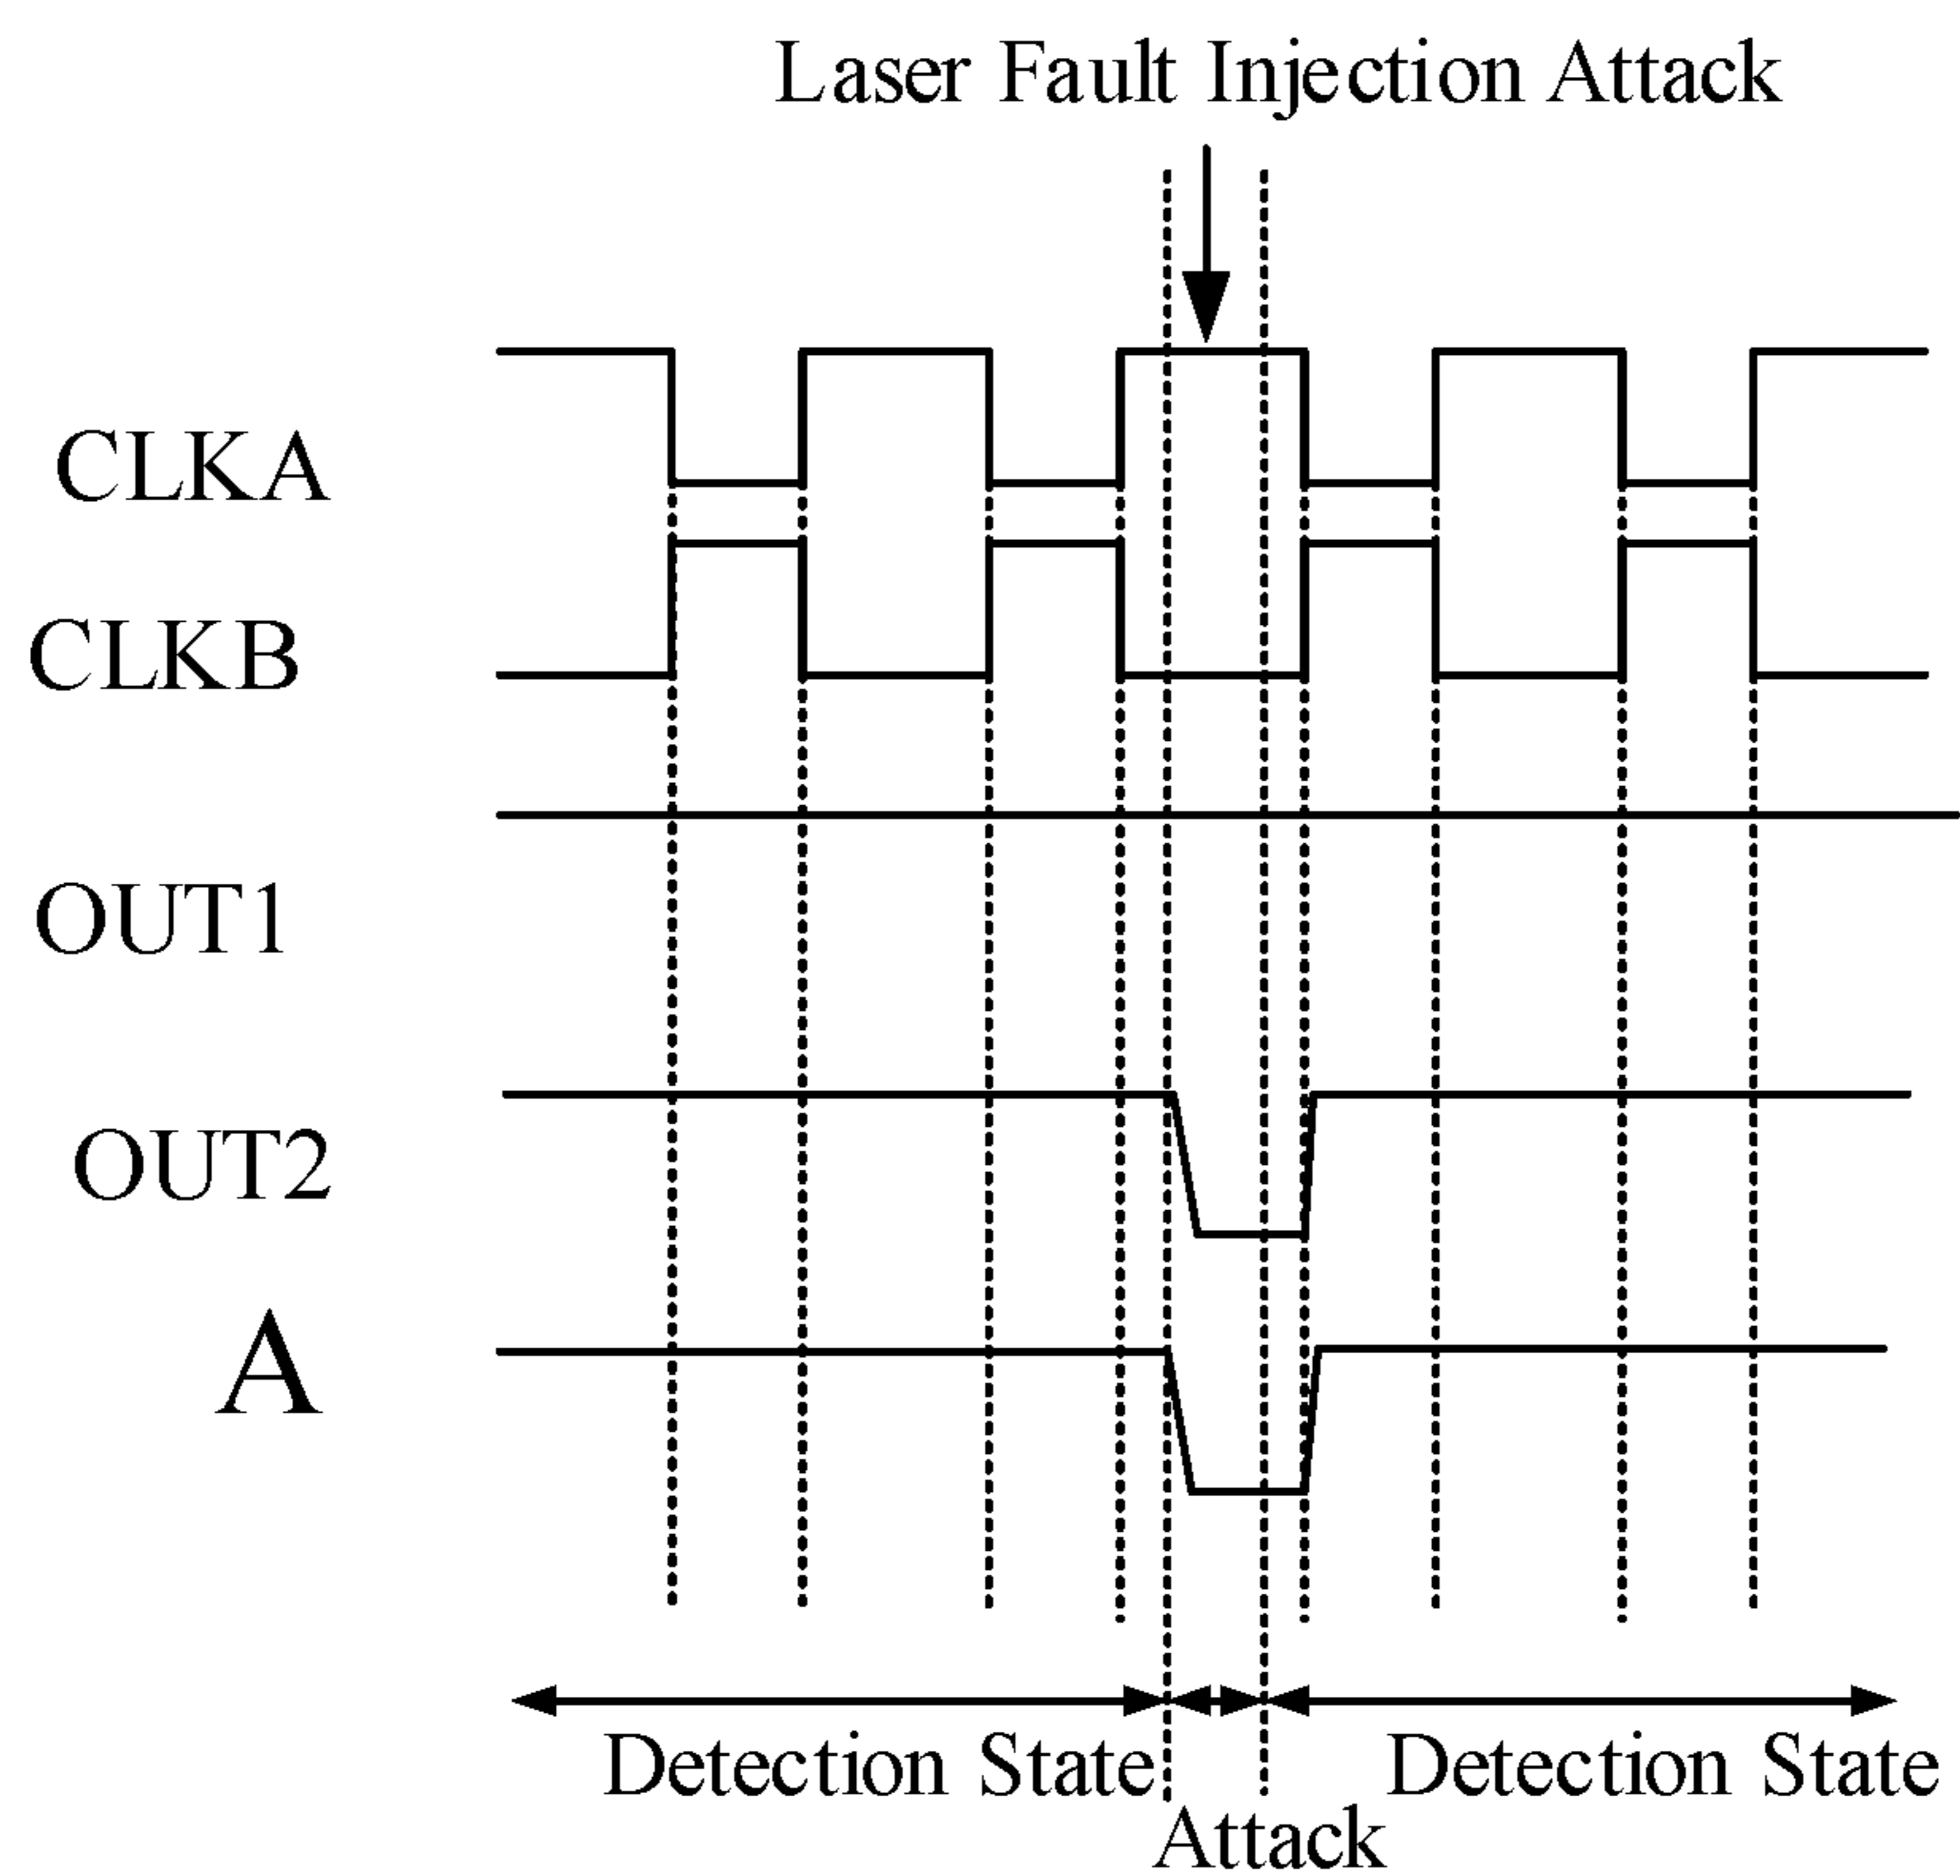 Laser Fault Injection Attack
CLKA
CLKB
OUT1
OUT2
A
Detection State
Detection State
Attack